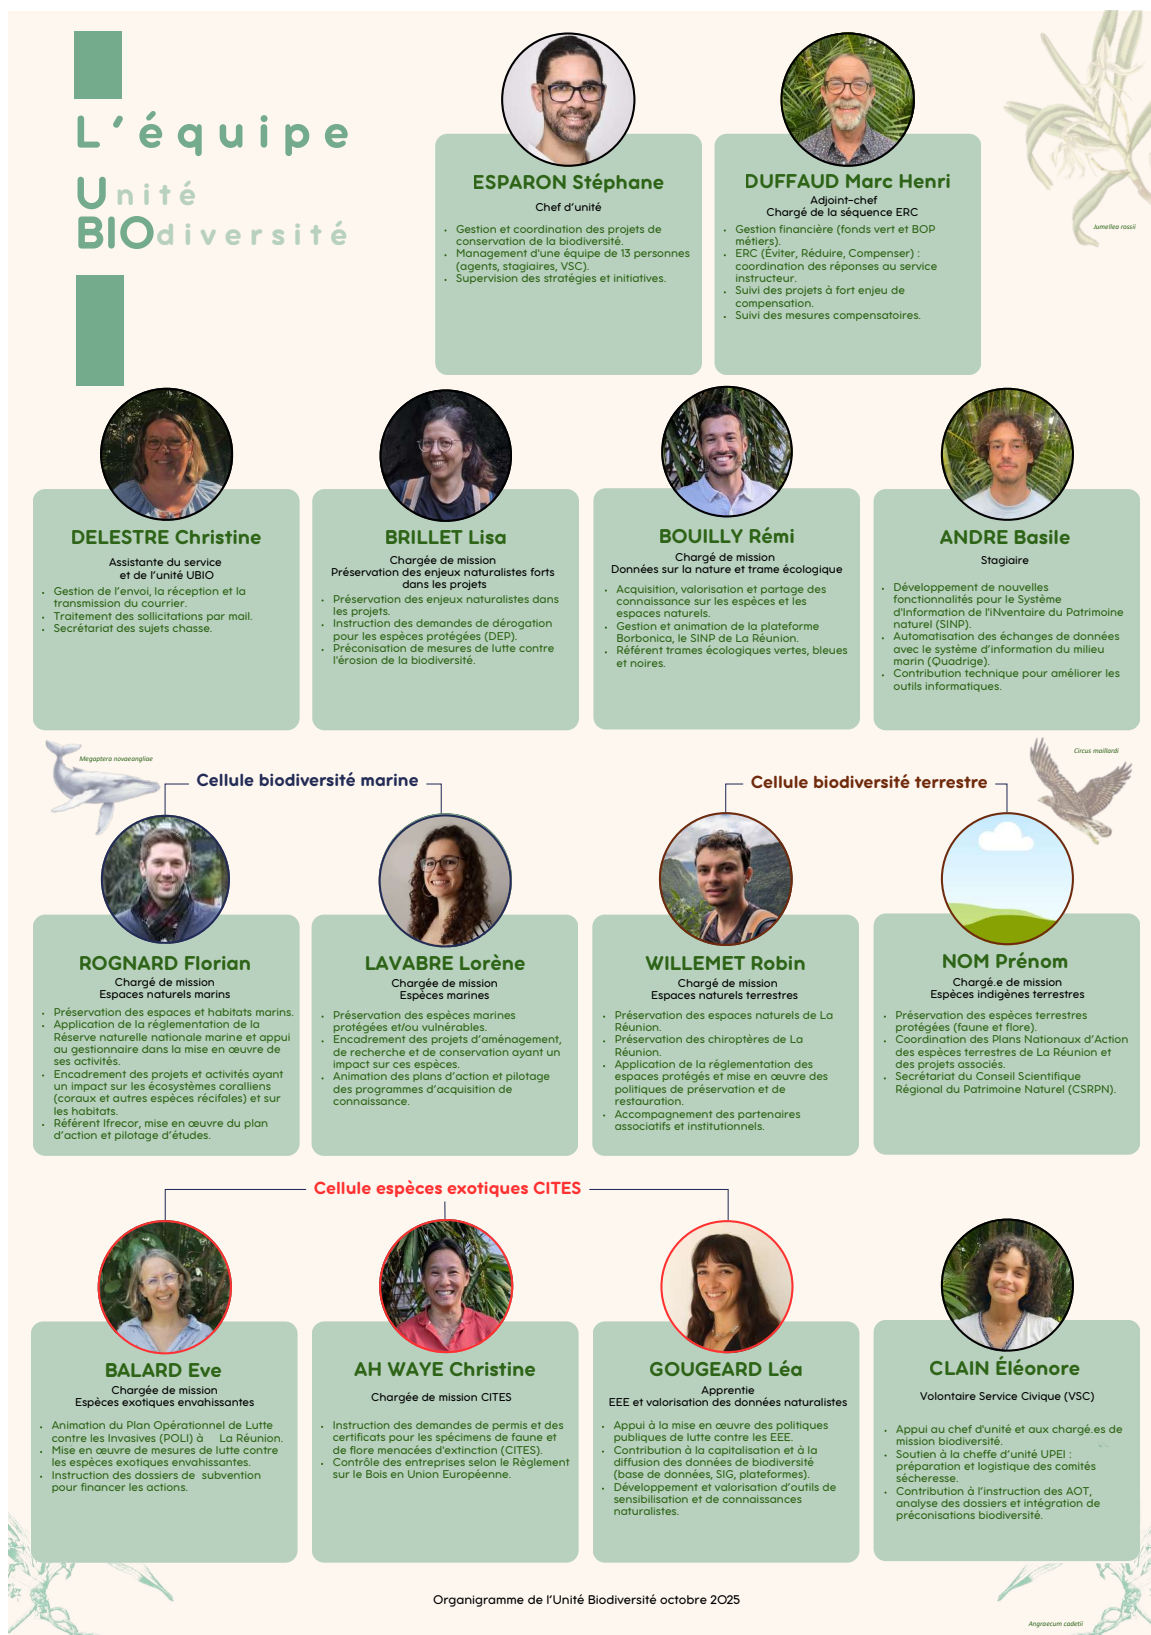 L'équipe
Unité
BIOdiversité
ESPARON Stéphane
Chef d'unité
Gestion et coordination des projets de
conservation de la biodiversité.
Management d'une équipe de 13 personnes
(agents, stagiaires, VSC).
Supervision des stratégies et initiatives.
DUFFAUD Marc Henri
Adjoint-chef
Chargé de la séquence ERC
Gestion financière (fonds vert et BOP
métiers).
ERC (Éviter, Réduire, Compenser) :
coordination des réponses au service
instructeur.
Suivi des projets à fort enjeu de
compensation.
Suivi des mesures compensatoires.
Jumellea rossii
DELESTRE Christine
Assistante du service
et de l'unité UBIO
Gestion de l'envoi, la réception et la
transmission du courrier.
Traitement des sollicitations par mail.
Secrétariat des sujets chasse.
BRILLET Lisa
Chargée de mission
Préservation des enjeux naturalistes forts
dans les projets
Préservation des enjeux naturalistes dans
les projets.
Instruction des demandes de dérogation
pour les espèces protégées (DEP).
Préconisation de mesures de lutte contre
l'érosion de la biodiversité.
BOUILLY Rémi
Chargé de mission
Données sur la nature et trame écologique
Acquisition, valorisation et partage des
connaissance sur les espèces et les
espaces naturels.
Gestion et animation de la plateforme
Borbonica, le SINP de La Réunion.
Référent trames écologiques vertes, bleues
et noires.
ANDRE Basile
Stagiaire
Développement de nouvelles
fonctionnalités pour le Système
d'Information de l'iNventaire du Patrimoine
naturel (SINP).
Automatisation des échanges de données
avec le système d'information du milieu
marin (Quadrige).
Contribution technique pour améliorer les
outils informatiques.
Megaptera novaeangliae
Cellule biodiversité marine
Cellule biodiversité terrestre
Circus maillardi
ROGNARD Florian
Chargé de mission
Espaces naturels marins
Préservation des espaces et habitats marins.
Application de la réglementation de la
Réserve naturelle nationale marine et appui
au gestionnaire dans la mise en œuvre de
ses activités.
Encadrement des projets et activités ayant
un impact sur les écosystèmes coralliens
(coraux et autres espèces récifales) et sur
les habitats.
Référent Ifrecor, mise en œuvre du plan
d'action et pilotage d'études.
LAVABRE Lorène
Chargée de mission
Espèces marines
Préservation des espèces marines
protégées et/ou vulnérables.
Encadrement des projets d'aménagement,
de recherche et de conservation ayant un
impact sur ces espèces.
Animation des plans d'action et pilotage
des programmes d'acquisition de
connaissance.
WILLEMET Robin
Chargé de mission
Espaces naturels terrestres
Préservation des espaces naturels de La
Réunion.
Préservation des chiroptères de La
Réunion.
Application de la réglementation des
espaces protégés et mise en œuvre des
politiques de préservation et de
restauration.
Accompagnement des partenaires
associatifs et institutionnels.
NOM Prénom
Chargé.e de mission
Espèces indigènes terrestres
Préservation des espèces terrestres
protégées (faune et flore).
Coordination des Plans Nationaux d'Action
des espèces terrestres de La Réunion et
des projets associés.
Secrétariat du Conseil Scientifique
Régional du Patrimoine Naturel (CSRPN).
Cellule espèces exotiques CITES
BALARD Eve
Chargée de mission
Espèces exotiques envahissantes
Animation du Plan Opérationnel de Lutte
contre les Invasives (POLI) à La Réunion.
Mise en œuvre de mesures de lutte contre
les espèces exotiques envahissantes.
Instruction des dossiers de subvention
pour financer les actions.
AH WAYE Christine
Chargée de mission CITES
Instruction des demandes de permis et des
certificats pour les spécimens de faune et
de flore menacées d'extinction (CITES).
Contrôle des entreprises selon le Règlement
sur le Bois en Union Européenne.
GOUGEARD Léa
Apprentie
EEE et valorisation des données naturalistes
Appui à la mise en œuvre des politiques
publiques de lutte contre les EEE.
Contribution à la capitalisation et à la
diffusion des données de biodiversité
(base de données, SIG, plateformes).
Développement et valorisation d'outils de
sensibilisation et de connaissances
naturalistes.
CLAIN Éléonore
Volontaire Service Civique (VSC)
Appui au chef d'unité et aux chargé.es de
mission biodiversité.
Soutien à la cheffe d'unité UPEI :
préparation et logistique des comités
sécheresse.
Contribution à l'instruction des AOT,
analyse des dossiers et intégration de
préconisations biodiversité.
Organigramme de l'Unité Biodiversité octobre 2025
Angraecum cadetii